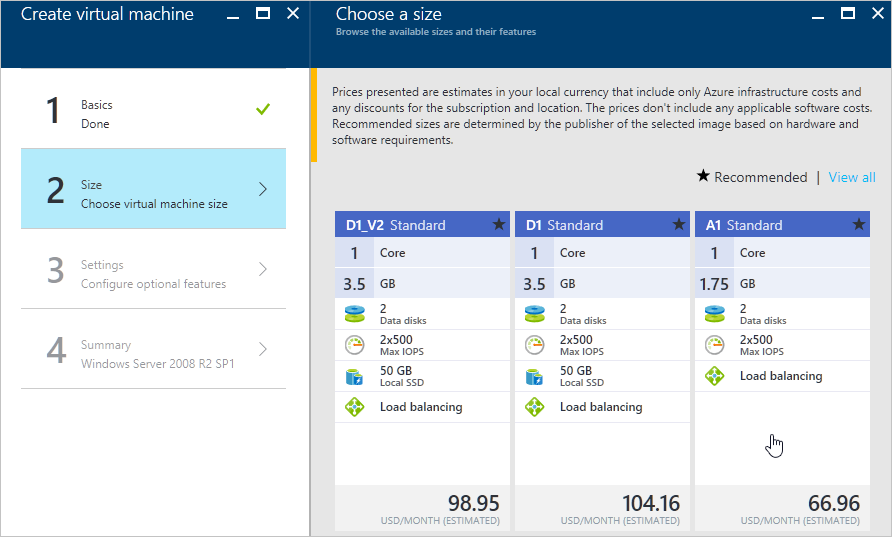 Create virtual machine
1
Basics
Done
2
Size
Choose virtual machine size
3
Settings
Configure optional features
4
Summary
Windows Server 2008 R2 SP1
Choose a size
Browse the available sizes and their features
Prices presented are estimates in your local currency that include only Azure infrastructure costs and
any discounts for the subscription and location. The prices don't include any applicable software costs.
Recommended sizes are determined by the publisher of the selected image based on hardware and
software requirements.
Recommended | View all
D1_V2 Standard
1 Core
3.5 GB
2
Data disks
2x500
Max IOPS
50 GB
Local SSD
Load balancing
98.95
USD/MONTH (ESTIMATED)
D1 Standard
1 Core
3.5 GB
2
Data disks
2x500
Max IOPS
50 GB
Local SSD
Load balancing
104.16
USD/MONTH (ESTIMATED)
A1 Standard
1 Core
1.75 GB
2
Data disks
2x500
Max IOPS
Load balancing
66.96
USD/MONTH (ESTIMATED)